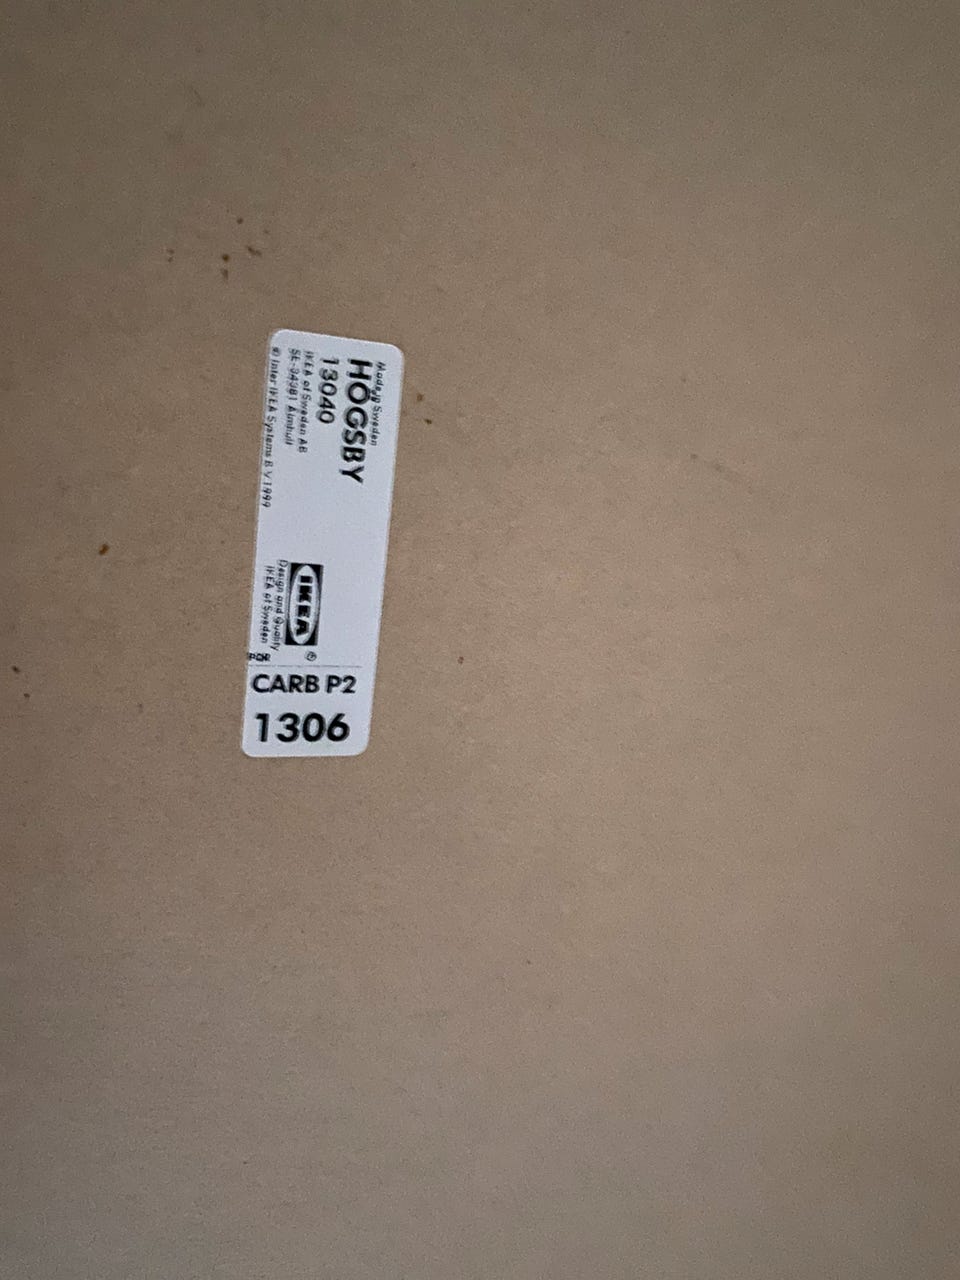 Made in Sweden
HÖGSBY
13040
IKEA of Sweden AB
SE-34381 Älmhult
© Inter IKEA Systems B V 1999
IKEA
®
Design and Quality
IKEA of Sweden
CARB P2
1306